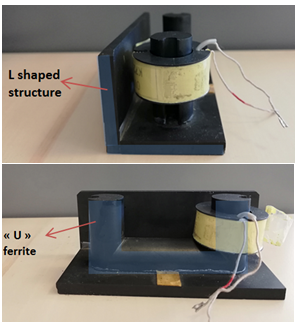 L shaped
structure
« U »
ferrite